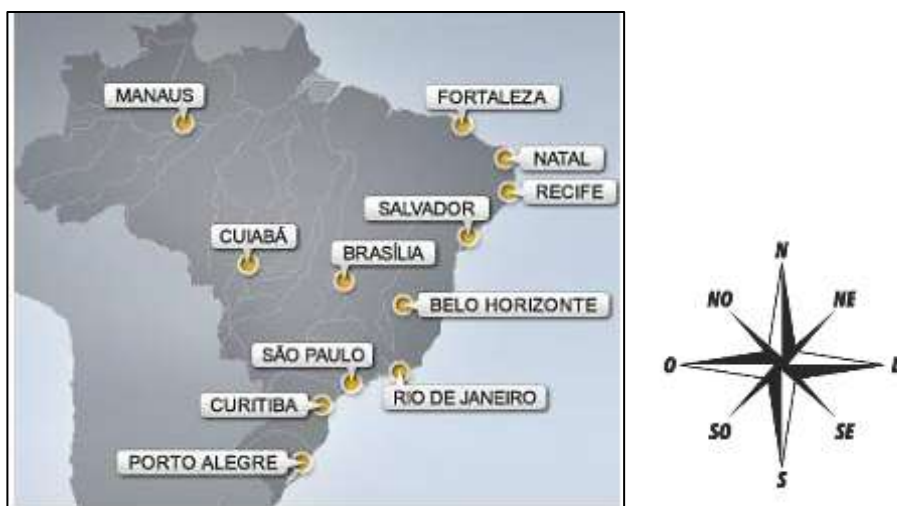 MANAUS
FORTALEZA
NATAL
RECIFE
SALVADOR
CUIABÁ
BRASÍLIA
BELO HORIZONTE
SÃO PAULO
RIO DE JANEIRO
CURITIBA
PORTO ALEGRE
N
NO
NE
O
L
SO
SE
S